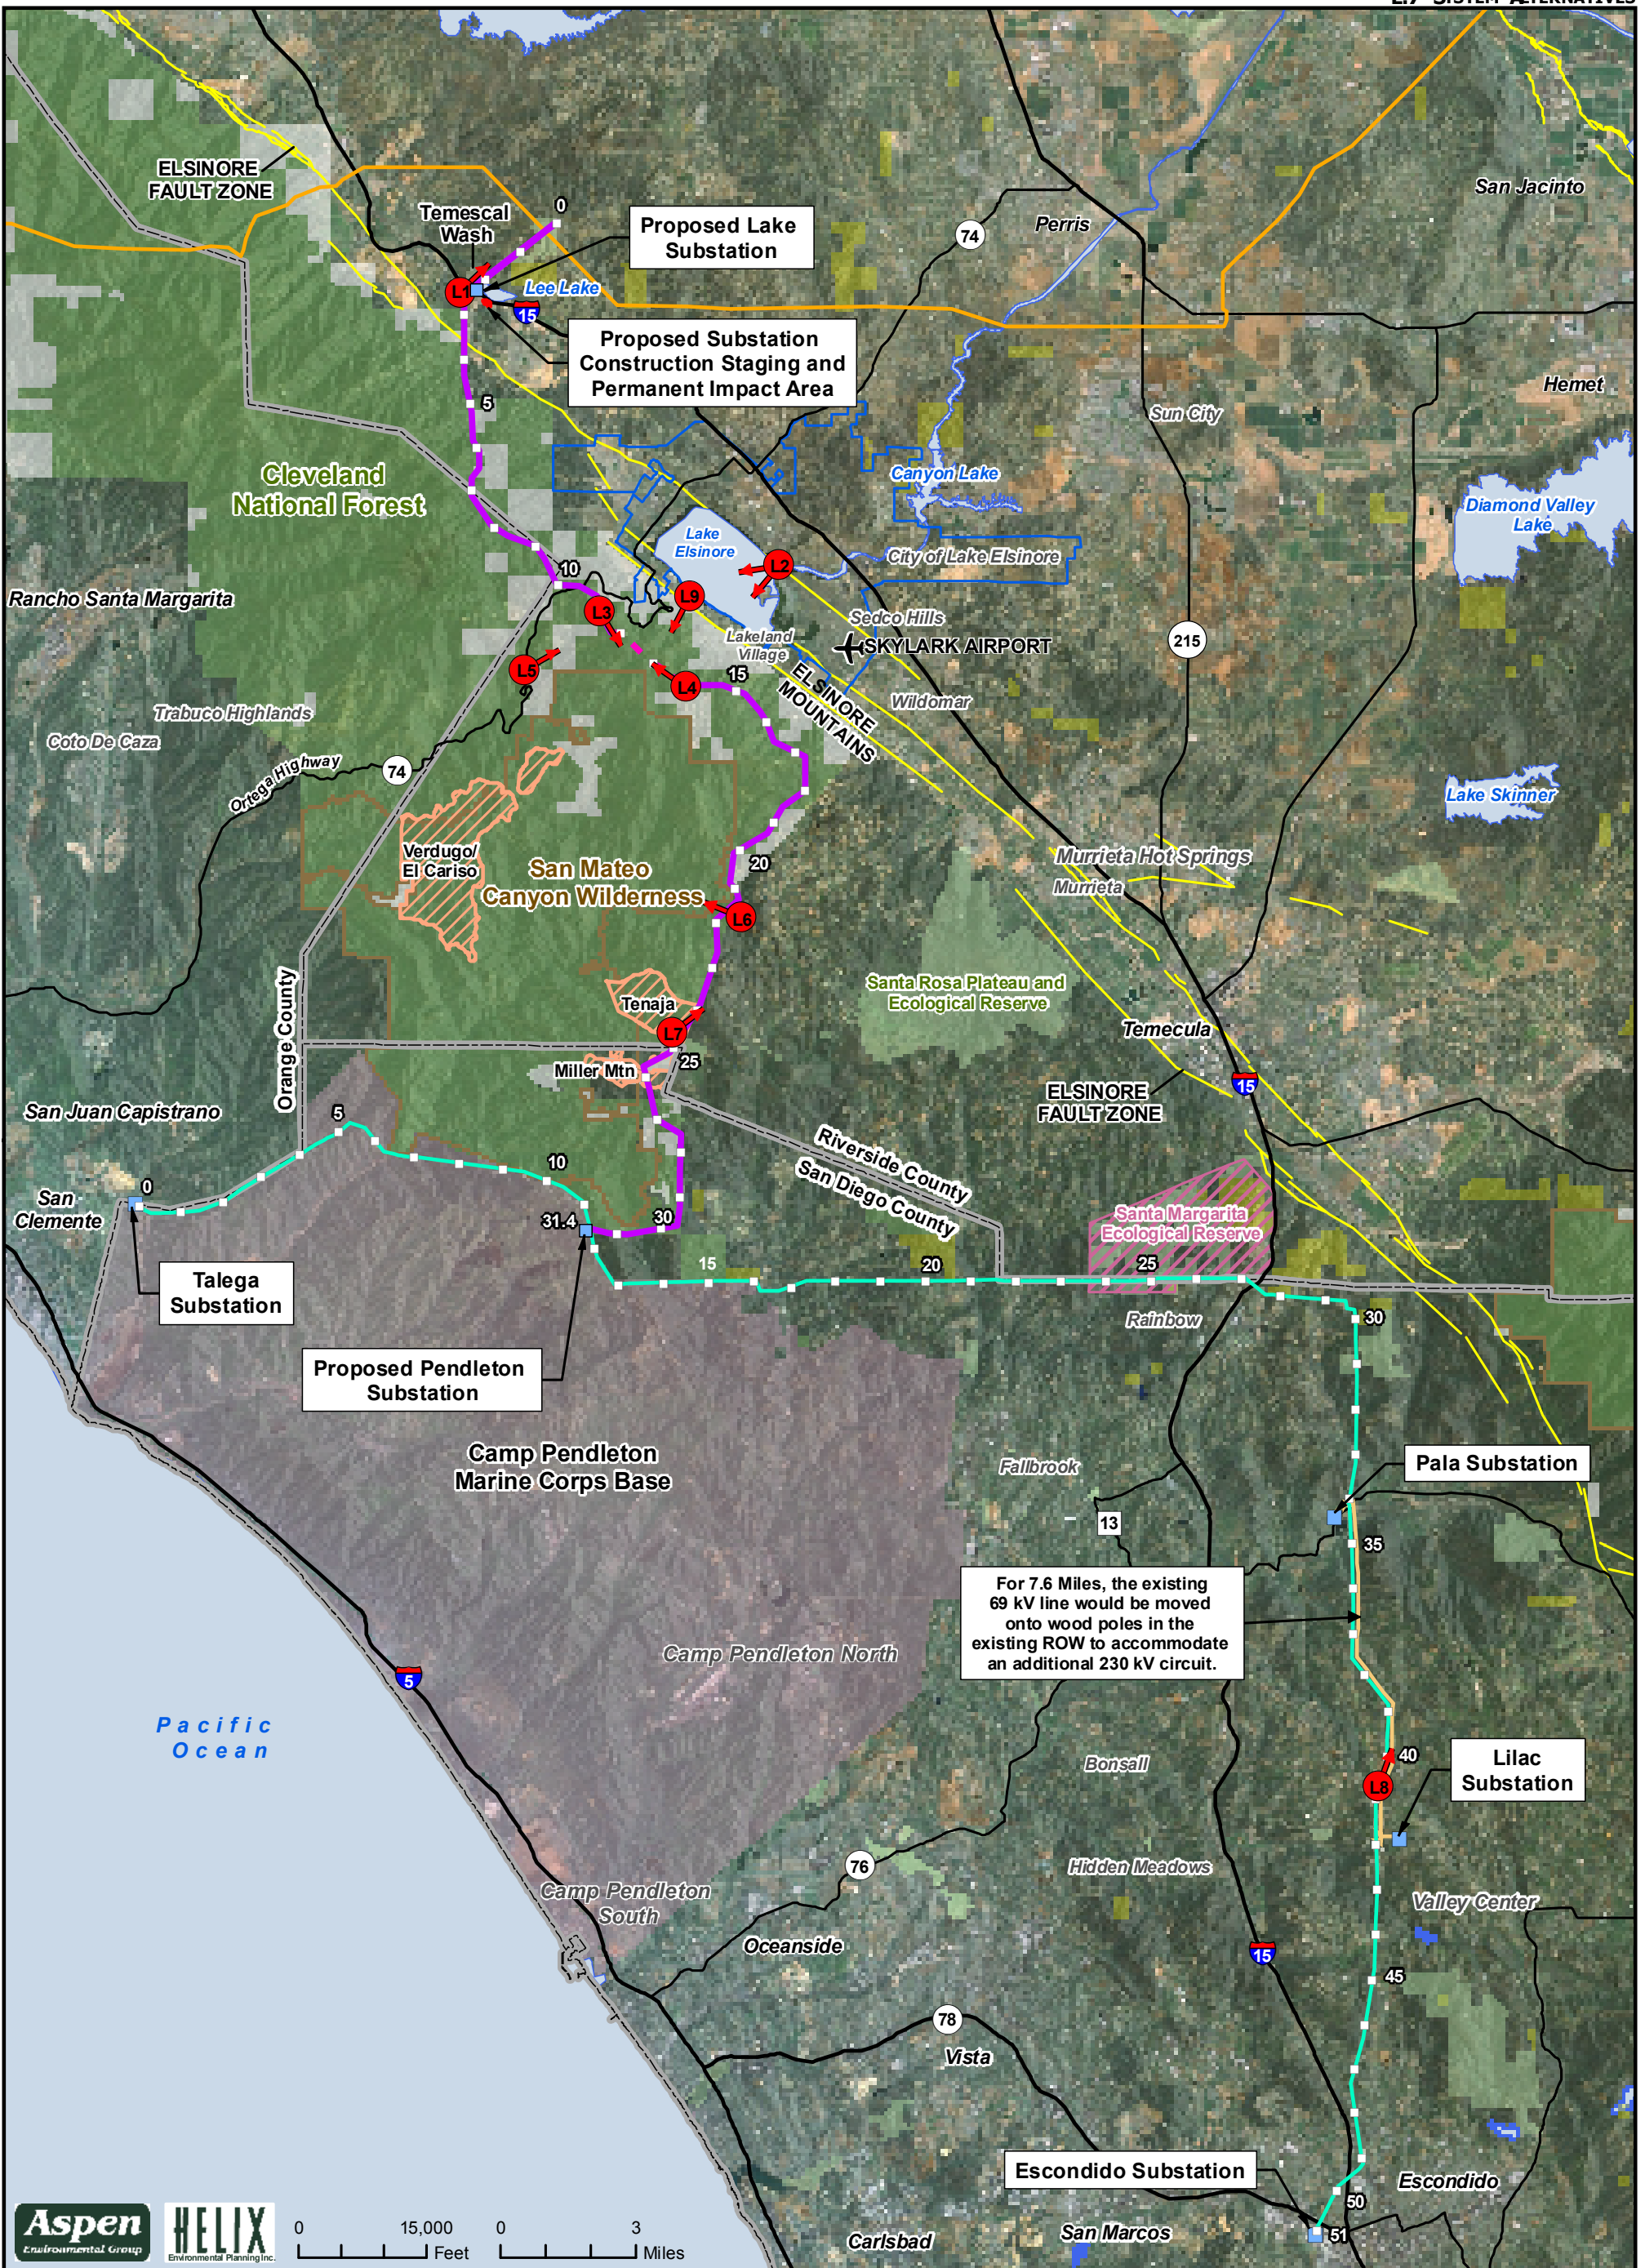 E.7 SYSTEM ALTERNATIVES
ELSINORE
FAULT ZONE
Temescal
Wash
0
Proposed Lake
Substation
74
Perris
San Jacinto
L1
Lee Lake
15
Proposed Substation
Construction Staging and
Permanent Impact Area
5
Sun City
Hemet
Cleveland
National Forest
Canyon Lake
Diamond Valley
Lake
Lake
Elsinore
L2
City of Lake Elsinore
10
Rancho Santa Margarita
L3
L9
Sedco Hills
Lakeland
Village
SKYLARK AIRPORT
215
L5
L4
15
ELSINORE
MOUNTAINS
Wildomar
Trabuco Highlands
Coto De Caza
Ortega Highway
74
Lake Skinner
Verdugo/
El Cariso
San Mateo
Canyon Wilderness
20
Murrieta Hot Springs
Murrieta
L6
Orange County
Tenaja
Santa Rosa Plateau and
Ecological Reserve
L7
Temecula
25
Miller Mtn
ELSINORE
FAULT ZONE
15
San Juan Capistrano
5
Riverside County
San Diego County
10
0
San
Clemente
31.4
30
Santa Margarita
Ecological Reserve
15
20
25
Talega
Substation
Rainbow
30
Proposed Pendleton
Substation
Camp Pendleton
Marine Corps Base
Fallbrook
Pala Substation
13
35
For 7.6 Miles, the existing
69 kV line would be moved
onto wood poles in the
existing ROW to accommodate
an additional 230 kV circuit.
Camp Pendleton North
5
Pacific
Ocean
Bonsall
40
Lilac
Substation
L8
76
Hidden Meadows
Camp Pendleton
South
Valley Center
Oceanside
15
45
78
Vista
Escondido Substation
Escondido
50
51
San Marcos
Carlsbad
Aspen
Environmental Group
HELIX
Environmental Planning Inc.
0 15,000
Feet
0 3
Miles